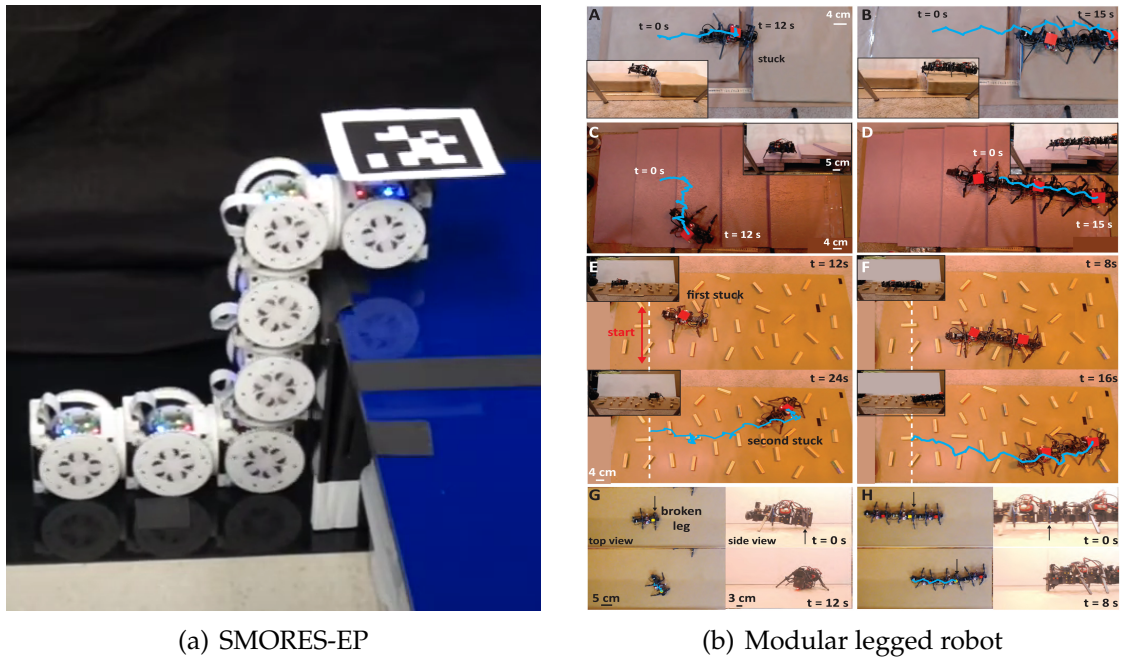 A
t = 0 s
t = 12 s
4 cm
stuck
B
t = 0 s
t = 15 s
C
t = 0 s
5 cm
t = 12 s
4 cm
D
t = 0 s
t = 15 s
E
t = 12s
first stuck
start
F
t = 8s
t = 24s
second stuck
4 cm
t = 16s
G
broken
leg
top view
side view
t = 0 s
5 cm
3 cm
t = 12 s
H
t = 0 s
t = 8 s
(a) SMORES-EP
(b) Modular legged robot